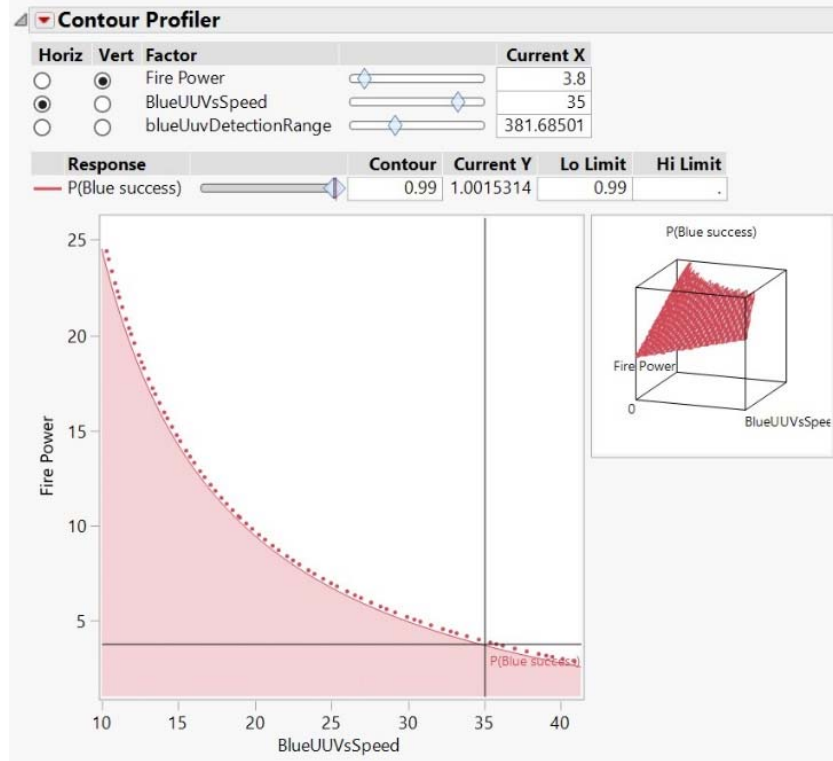 Contour Profiler
Horiz Vert Factor Current X
Fire Power 3.8
BlueUUVsSpeed 35
blueUuvDetectionRange 381.68501
Response Contour Current Y Lo Limit Hi Limit
P(Blue success) 0.99 1.0015314 0.99 .
25
20
15
10
5
Fire Power
P(Blue success)
10 15 20 25 30 35 40
BlueUUVsSpeed
P(Blue success)
Fire Power
0
BlueUUVsSpee